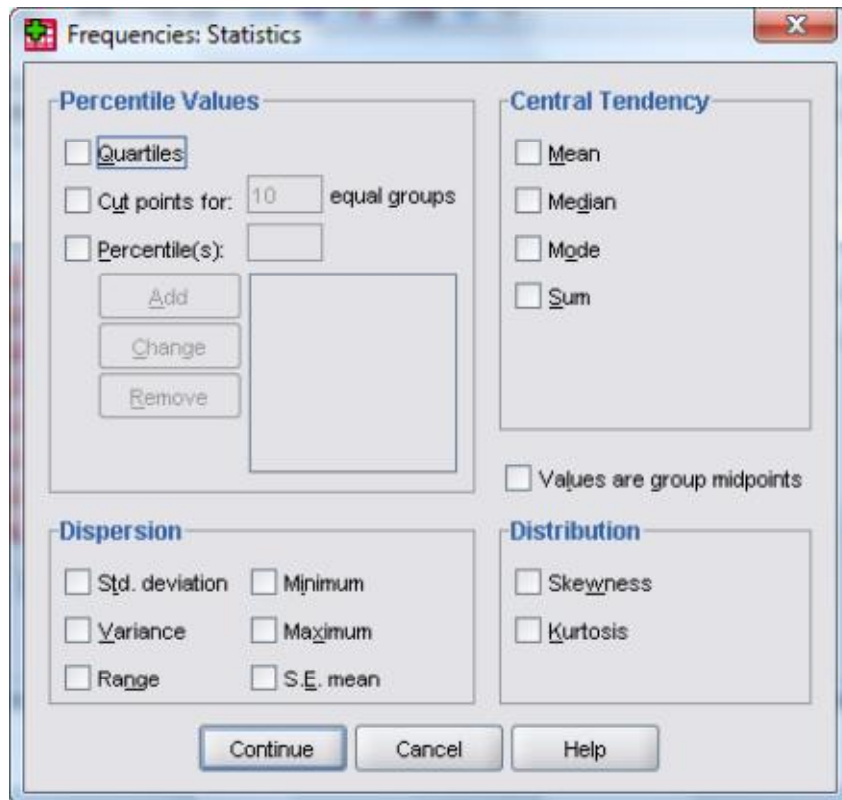 Frequencies: Statistics
Percentile Values
Quartiles
Cut points for: 10 equal groups
Percentile(s):
Add
Change
Remove
Central Tendency
Mean
Median
Mode
Sum
Values are group midpoints
Dispersion
Std. deviation Minimum
Variance Maximum
Range S.E. mean
Distribution
Skewness
Kurtosis
Continue Cancel Help